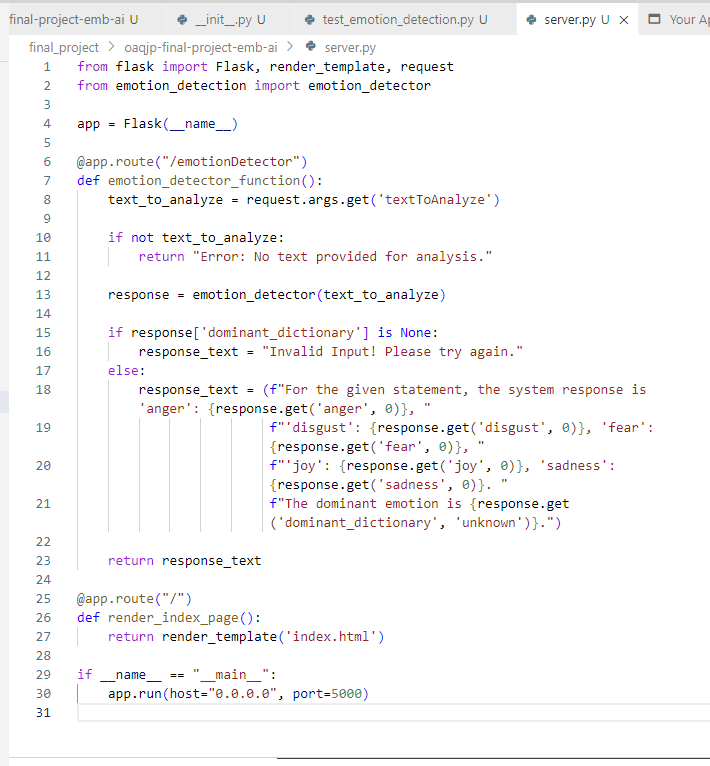 final_project-emb-ai U
__init__.py U
test_emotion_detection.py U
server.py U ×
Your Ap
final_project > oaqjp-final-project-emb-ai > server.py
1 from flask import Flask, render_template, request
2 from emotion_detection import emotion_detector
3
4 app = Flask(__name__)
5
6 @app.route("/emotionDetector")
7 def emotion_detector_function():
8     text_to_analyze = request.args.get('textToAnalyze')
9
10     if not text_to_analyze:
11         return "Error: No text provided for analysis."
12
13     response = emotion_detector(text_to_analyze)
14
15     if response['dominant_dictionary'] is None:
16         response_text = "Invalid Input! Please try again."
17     else:
18         response_text = (f"For the given statement, the system response is
'anger': {response.get('anger', 0)}, "
19                          f"'disgust': {response.get('disgust', 0)}, 'fear':
{response.get('fear', 0)}, "
20                          f"'joy': {response.get('joy', 0)}, 'sadness':
{response.get('sadness', 0)}. "
21                          f"The dominant emotion is {response.get
('dominant_dictionary', 'unknown')}.")
22
23     return response_text
24
25 @app.route("/")
26 def render_index_page():
27     return render_template('index.html')
28
29 if __name__ == "__main__":
30     app.run(host="0.0.0.0", port=5000)
31